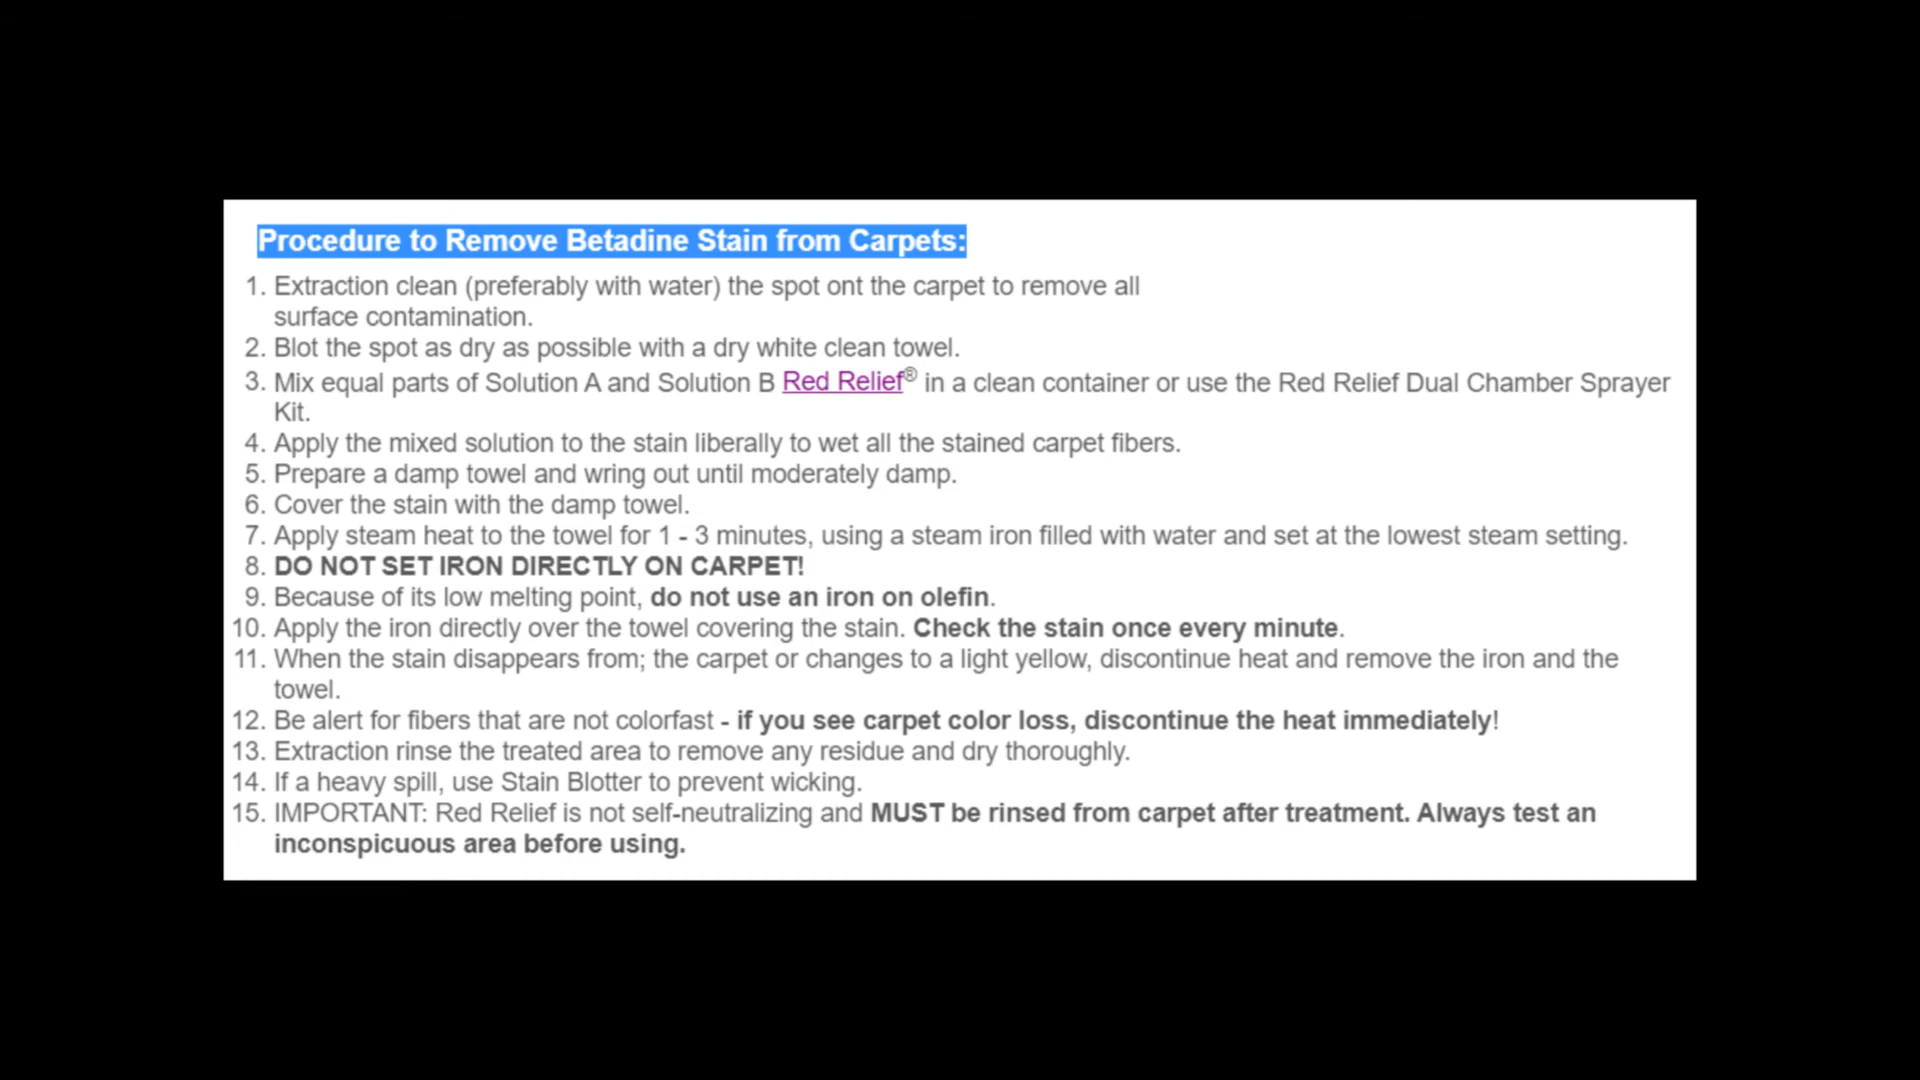 Procedure to Remove Betadine Stain from Carpets:
1. Extraction clean (preferably with water) the spot ont the carpet to remove all
surface contamination.
2. Blot the spot as dry as possible with a dry white clean towel.
3. Mix equal parts of Solution A and Solution B Red Relief® in a clean container or use the Red Relief Dual Chamber Sprayer
Kit.
4. Apply the mixed solution to the stain liberally to wet all the stained carpet fibers.
5. Prepare a damp towel and wring out until moderately damp.
6. Cover the stain with the damp towel.
7. Apply steam heat to the towel for 1 - 3 minutes, using a steam iron filled with water and set at the lowest steam setting.
8. DO NOT SET IRON DIRECTLY ON CARPET!
9. Because of its low melting point, do not use an iron on olefin.
10. Apply the iron directly over the towel covering the stain. Check the stain once every minute.
11. When the stain disappears from; the carpet or changes to a light yellow, discontinue heat and remove the iron and the
towel.
12. Be alert for fibers that are not colorfast - if you see carpet color loss, discontinue the heat immediately!
13. Extraction rinse the treated area to remove any residue and dry thoroughly.
14. If a heavy spill, use Stain Blotter to prevent wicking.
15. IMPORTANT: Red Relief is not self-neutralizing and MUST be rinsed from carpet after treatment. Always test an
inconspicuous area before using.